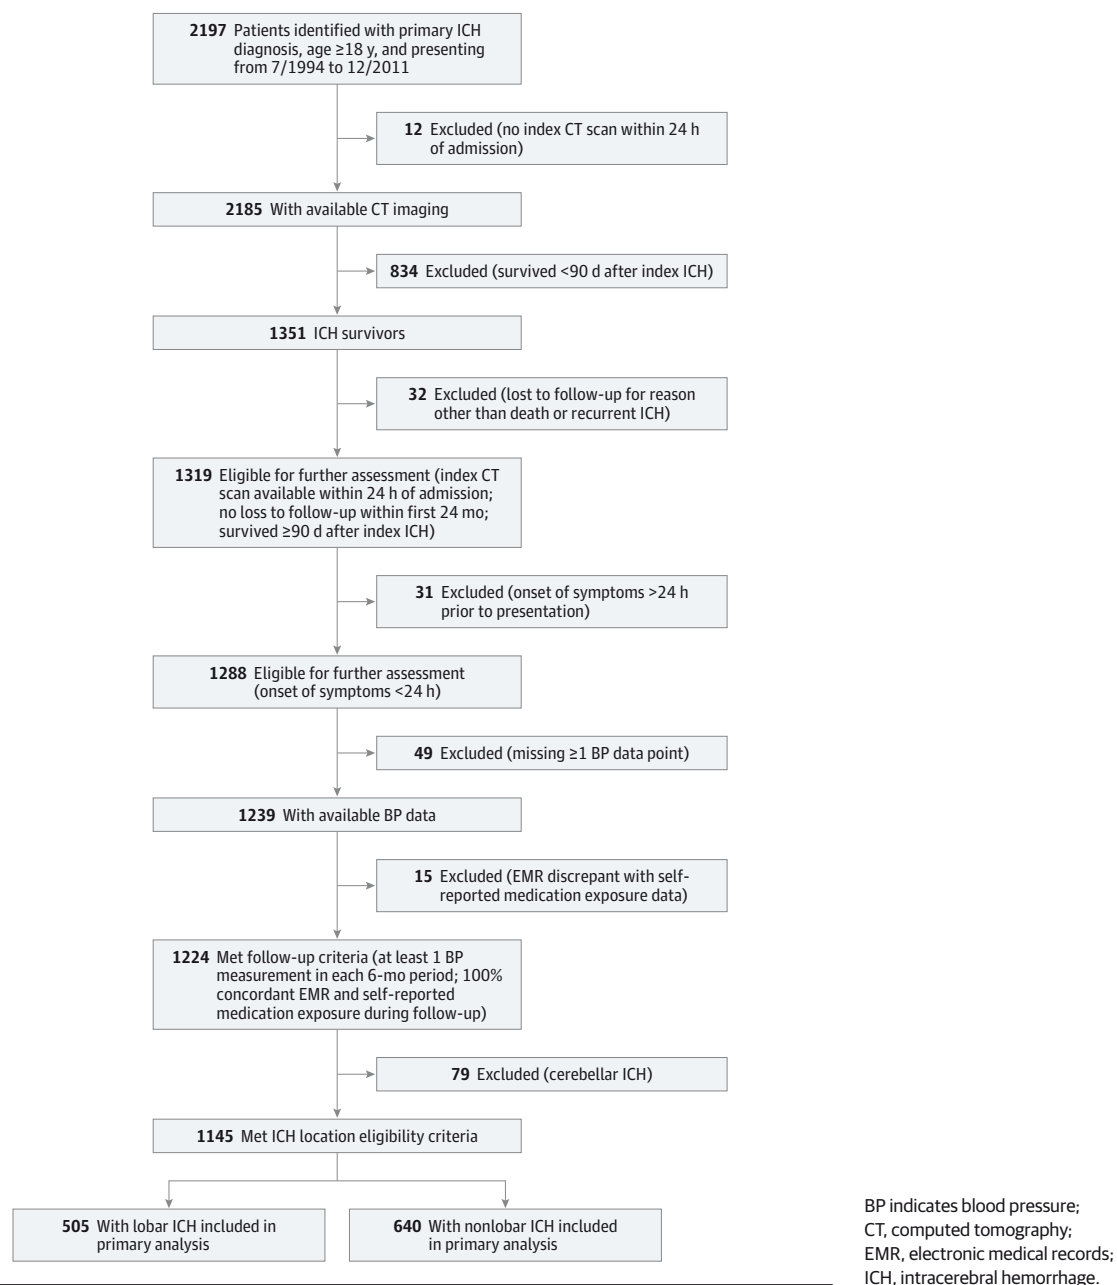 2197 Patients identified with primary ICH
diagnosis, age ≥18 y, and presenting
from 7/1994 to 12/2011
12 Excluded (no index CT scan within 24 h
of admission)
2185 With available CT imaging
834 Excluded (survived <90 d after index ICH)
1351 ICH survivors
32 Excluded (lost to follow-up for reason
other than death or recurrent ICH)
1319 Eligible for further assessment (index CT
scan available within 24 h of admission;
no loss to follow-up within first 24 mo;
survived ≥90 d after index ICH)
31 Excluded (onset of symptoms >24 h
prior to presentation)
1288 Eligible for further assessment
(onset of symptoms <24 h)
49 Excluded (missing ≥1 BP data point)
1239 With available BP data
15 Excluded (EMR discrepant with self-
reported medication exposure data)
1224 Met follow-up criteria (at least 1 BP
measurement in each 6-mo period; 100%
concordant EMR and self-reported
medication exposure during follow-up)
79 Excluded (cerebellar ICH)
1145 Met ICH location eligibility criteria
505 With lobar ICH included in
primary analysis
640 With nonlobar ICH included
in primary analysis
BP indicates blood pressure;
CT, computed tomography;
EMR, electronic medical records;
ICH, intracerebral hemorrhage.